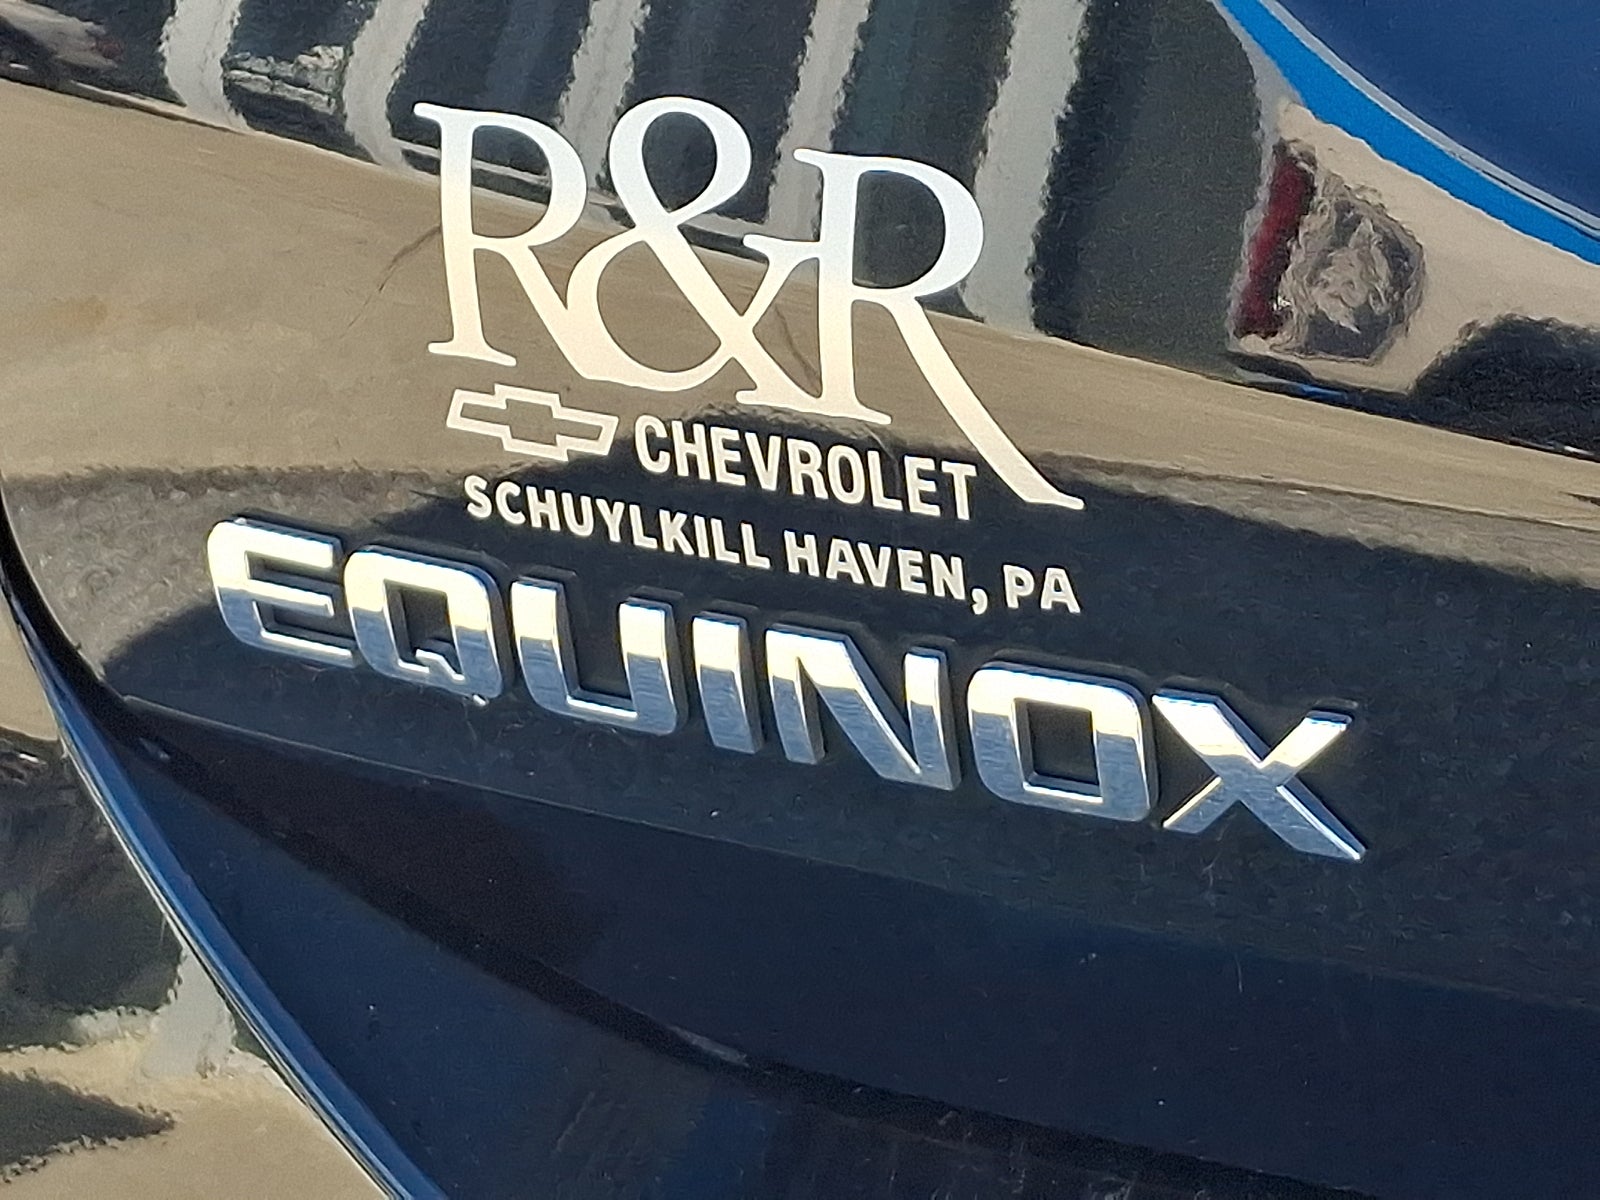 R&R
CHEVROLET
SCHUYLKILL HAVEN, PA
EQUINOX